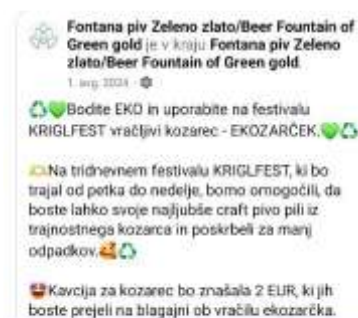 Fontana piv Zeleno zlato/Beer Fountain of
Green gold je v kraju Fontana piv Zeleno
zlato/Beer Fountain of Green gold.
1. avg. 2024 ·
♻️💚Bodite EKO in uporabite na festivalu
KRIGLFEST vračljivi kozarec - EKOZARČEK.💚♻️
🫶Na tridnevnem festivalu KRIGLFEST, ki bo
trajal od petka do nedelje, bomo omogočili, da
boste lahko svoje najljubše craft pivo pili iz
trajnostnega kozarca in poskrbeli za manj
odpadkov.🥰♻️
🤩Kavcija za kozarec bo znašala 2 EUR, ki jih
boste prejeli na blagajni ob vračilu ekozarčka.